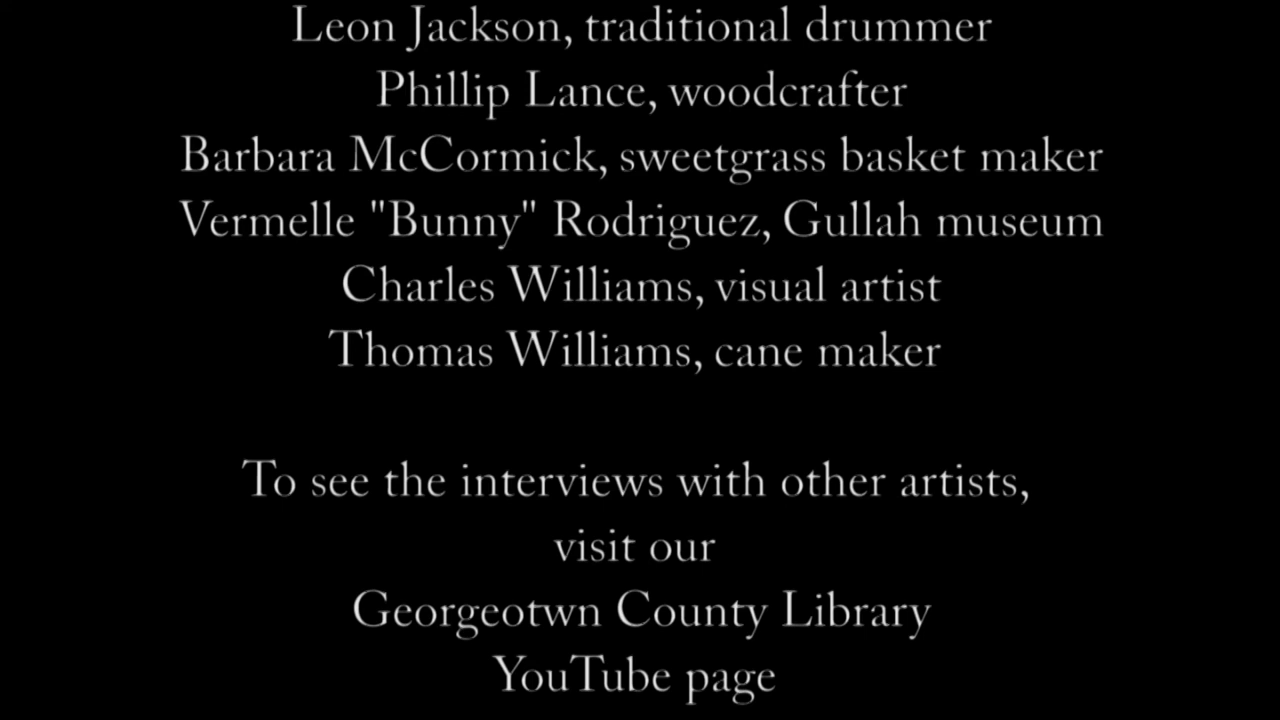 Leon Jackson, traditional drummer
Phillip Lance, woodcrafter
Barbara McCormick, sweetgrass basket maker
Vermelle "Bunny" Rodriguez, Gullah museum
Charles Williams, visual artist
Thomas Williams, cane maker
To see the interviews with other artists,
visit our
Georgeotwn County Library
YouTube page